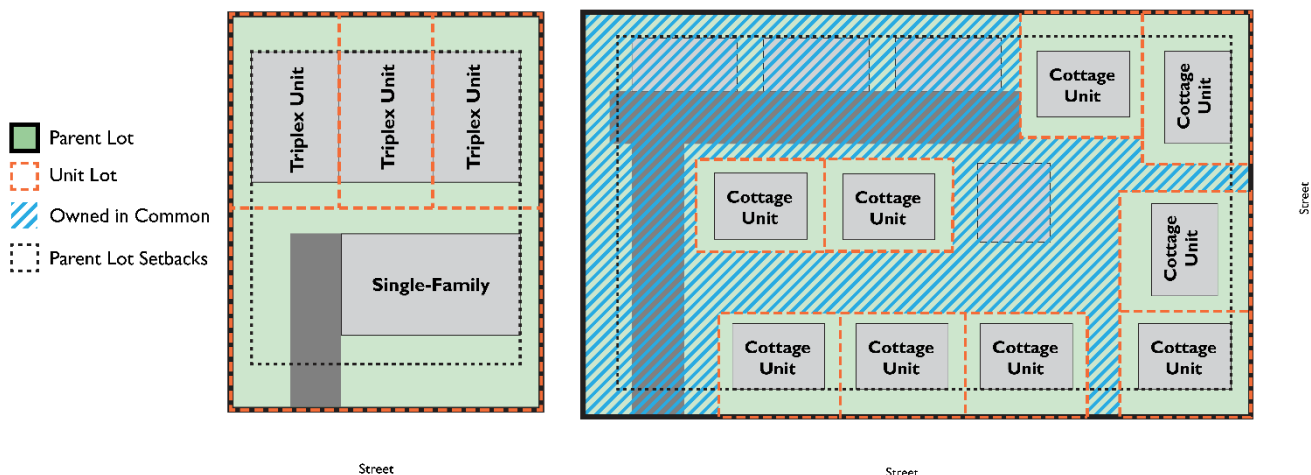 Parent Lot
Unit Lot
Owned in Common
Parent Lot Setbacks
Triplex Unit
Triplex Unit
Triplex Unit
Single-Family
Street
Cottage
Unit
Cottage
Unit
Cottage
Unit
Cottage
Unit
Cottage
Unit
Cottage
Unit
Cottage
Unit
Cottage
Unit
Cottage
Unit
Street
Street